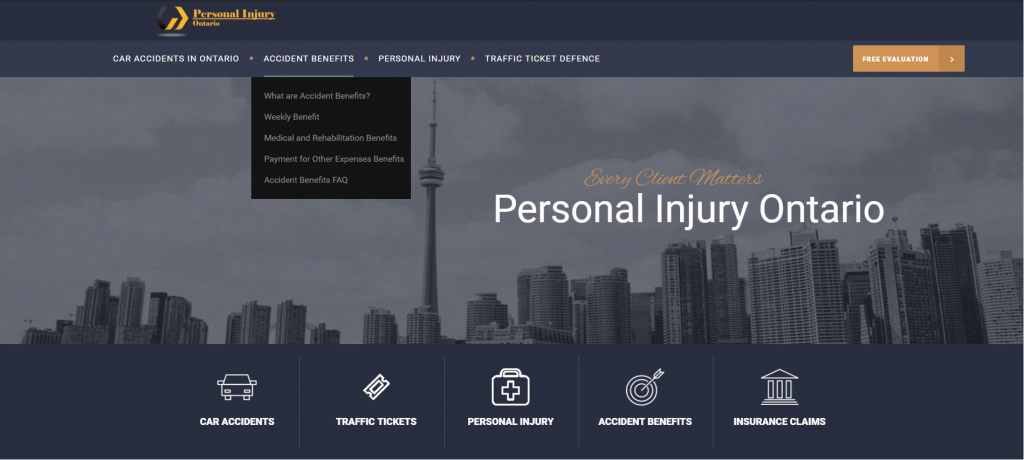 Personal Injury
Ontario
CAR ACCIDENTS IN ONTARIO
ACCIDENT BENEFITS
PERSONAL INJURY
TRAFFIC TICKET DEFENCE
FREE EVALUATION
What are Accident Benefits?
Weekly Benefit
Medical and Rehabilitation Benefits
Payment for Other Expenses Benefits
Accident Benefits FAQ
Every Client Matters
Personal Injury Ontario
CAR ACCIDENTS
TRAFFIC TICKETS
PERSONAL INJURY
ACCIDENT BENEFITS
INSURANCE CLAIMS